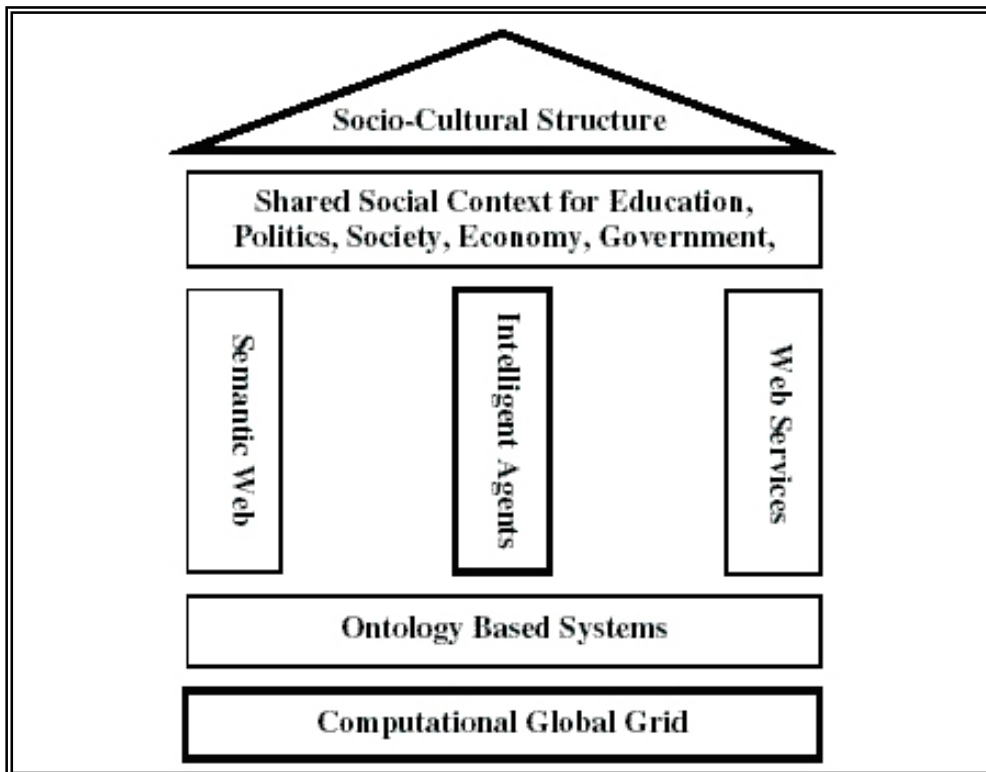 Socio-Cultural Structure
Shared Social Context for Education,
Politics, Society, Economy, Government,
Semantic Web
Intelligent Agents
Web Services
Ontology Based Systems
Computational Global Grid